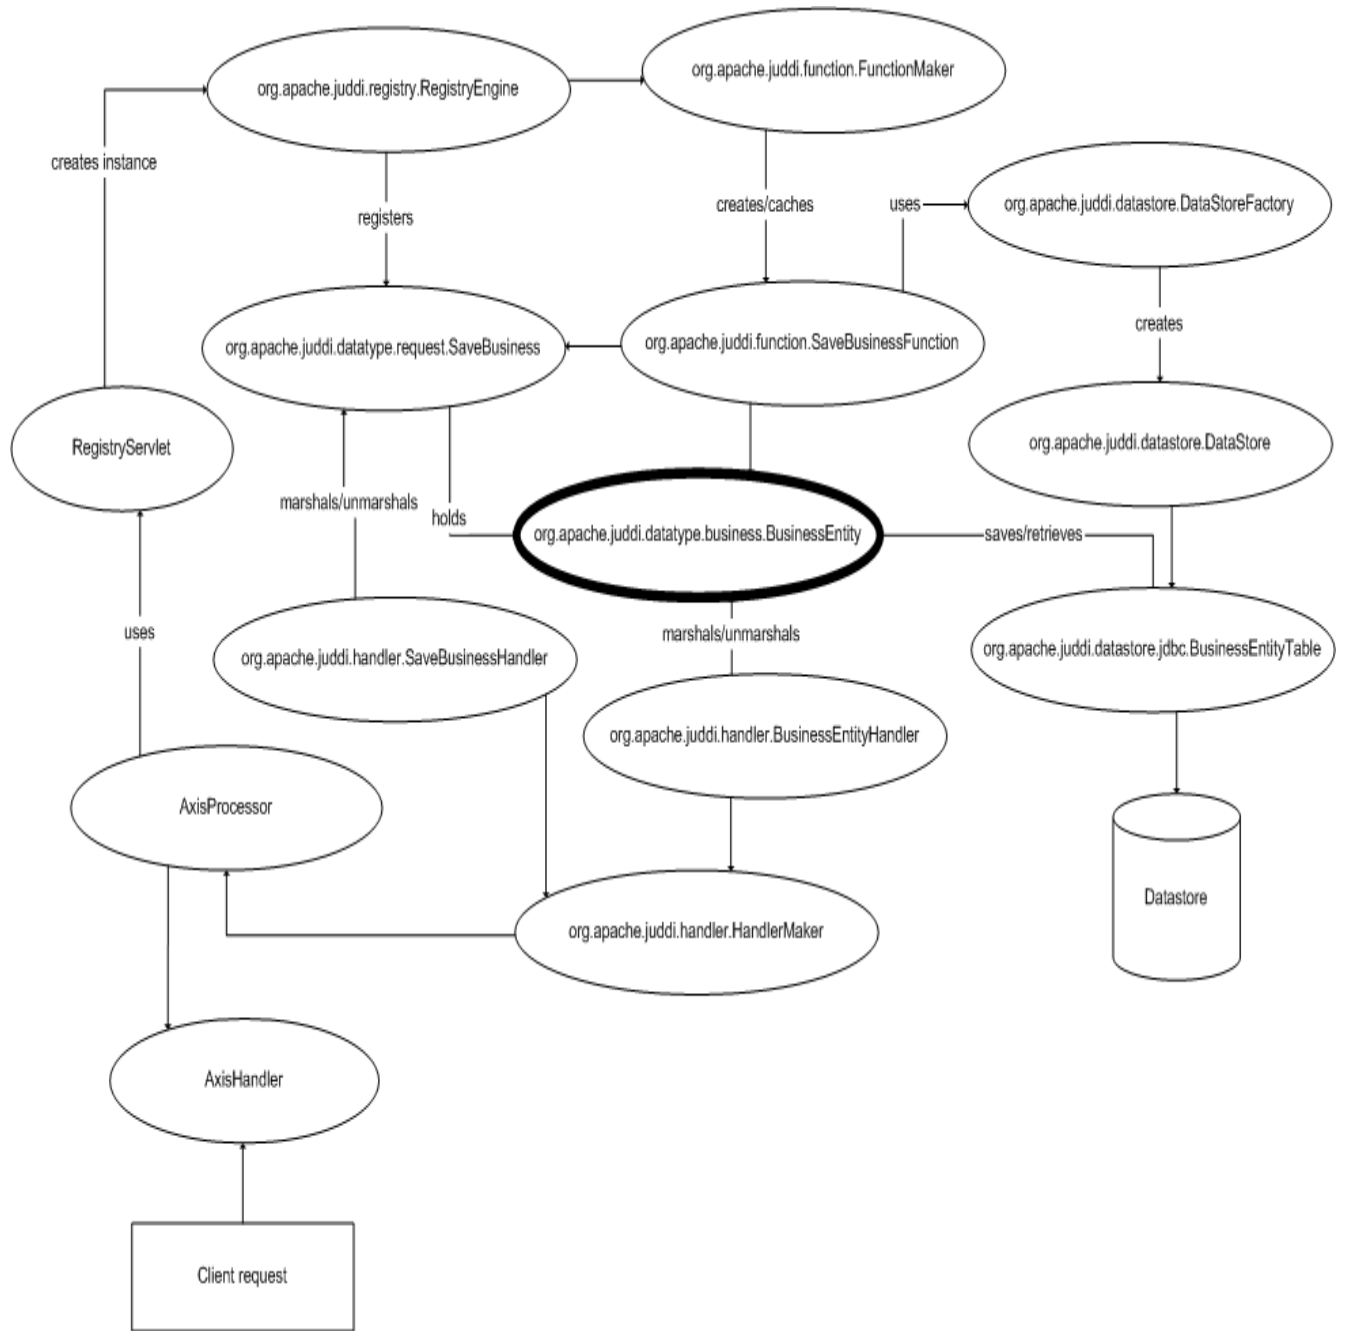 org.apache.juddi.function.FunctionMaker
org.apache.juddi.registry.RegistryEngine
creates instance
registers
creates/caches
uses
org.apache.juddi.datastore.DataStoreFactory
creates
org.apache.juddi.datatype.request.SaveBusiness
org.apache.juddi.function.SaveBusinessFunction
RegistryServlet
org.apache.juddi.datastore.DataStore
marshals/unmarshals
holds
org.apache.juddi.datatype.business.BusinessEntity
saves/retrieves
uses
marshals/unmarshals
org.apache.juddi.handler.SaveBusinessHandler
org.apache.juddi.datastore.jdbc.BusinessEntityTable
org.apache.juddi.handler.BusinessEntityHandler
AxisProcessor
Datastore
org.apache.juddi.handler.HandlerMaker
AxisHandler
Client request